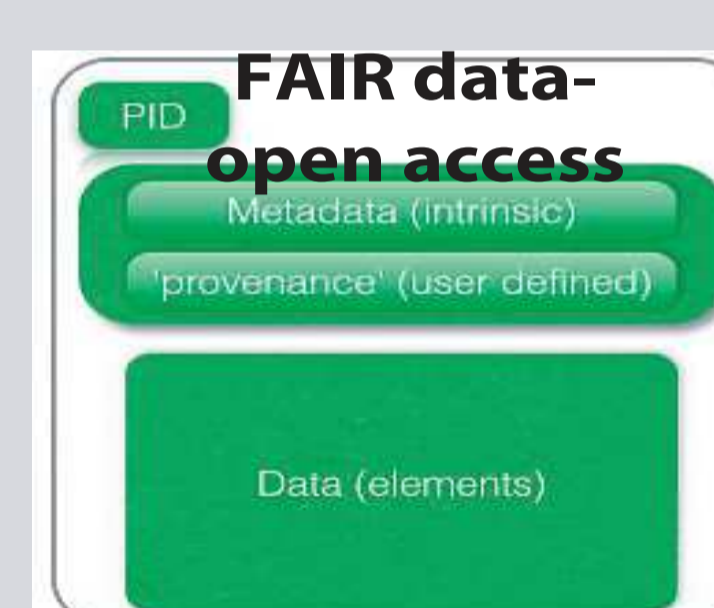 FAIR data-
open access
PID
Metadata (intrinsic)
'provenance' (user defined)
Data (elements)